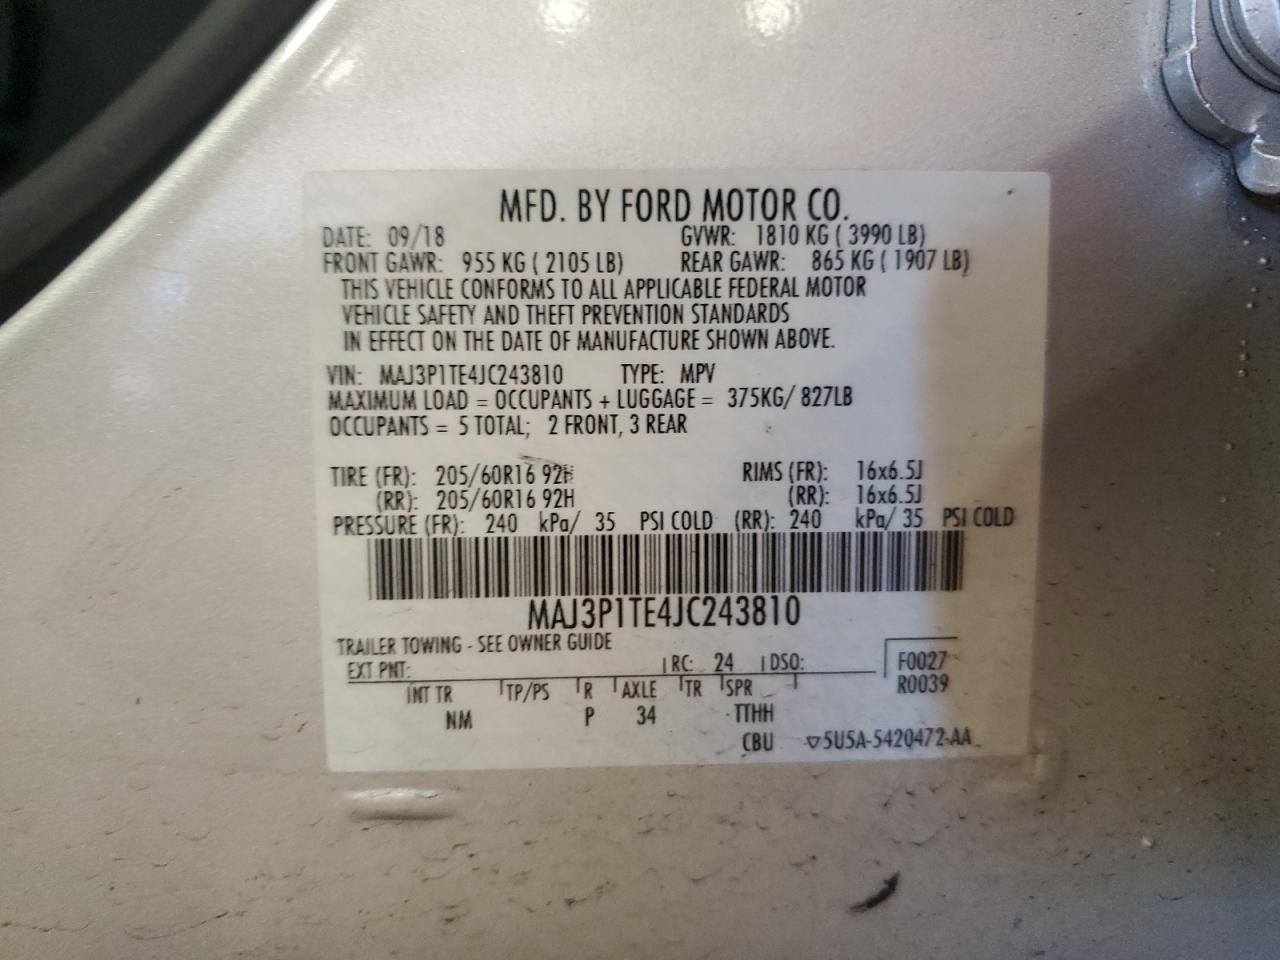 MFD. BY FORD MOTOR CO.
DATE: 09/18 GVWR: 1810 KG ( 3990 LB)
FRONT GAWR: 955 KG ( 2105 LB) REAR GAWR: 865 KG ( 1907 LB)
THIS VEHICLE CONFORMS TO ALL APPLICABLE FEDERAL MOTOR
VEHICLE SAFETY AND THEFT PREVENTION STANDARDS
IN EFFECT ON THE DATE OF MANUFACTURE SHOWN ABOVE.
VIN: MAJ3P1TE4JC243810 TYPE: MPV
MAXIMUM LOAD = OCCUPANTS + LUGGAGE = 375KG/ 827LB
OCCUPANTS = 5 TOTAL; 2 FRONT, 3 REAR
TIRE (FR): 205/60R16 92H RIMS (FR): 16x6.5J
(RR): 205/60R16 92H (RR): 16x6.5J
PRESSURE (FR): 240 kPa/ 35 PSI COLD (RR): 240 kPa/ 35 PSI COLD
MAJ3P1TE4JC243810
TRAILER TOWING - SEE OWNER GUIDE
EXT PNT: RC: 24 DSO: F0027
INT TR TP/PS R AXLE TR SPR R0039
NM P 34 TTHH
CBU ▽5U5A-5420472-AA